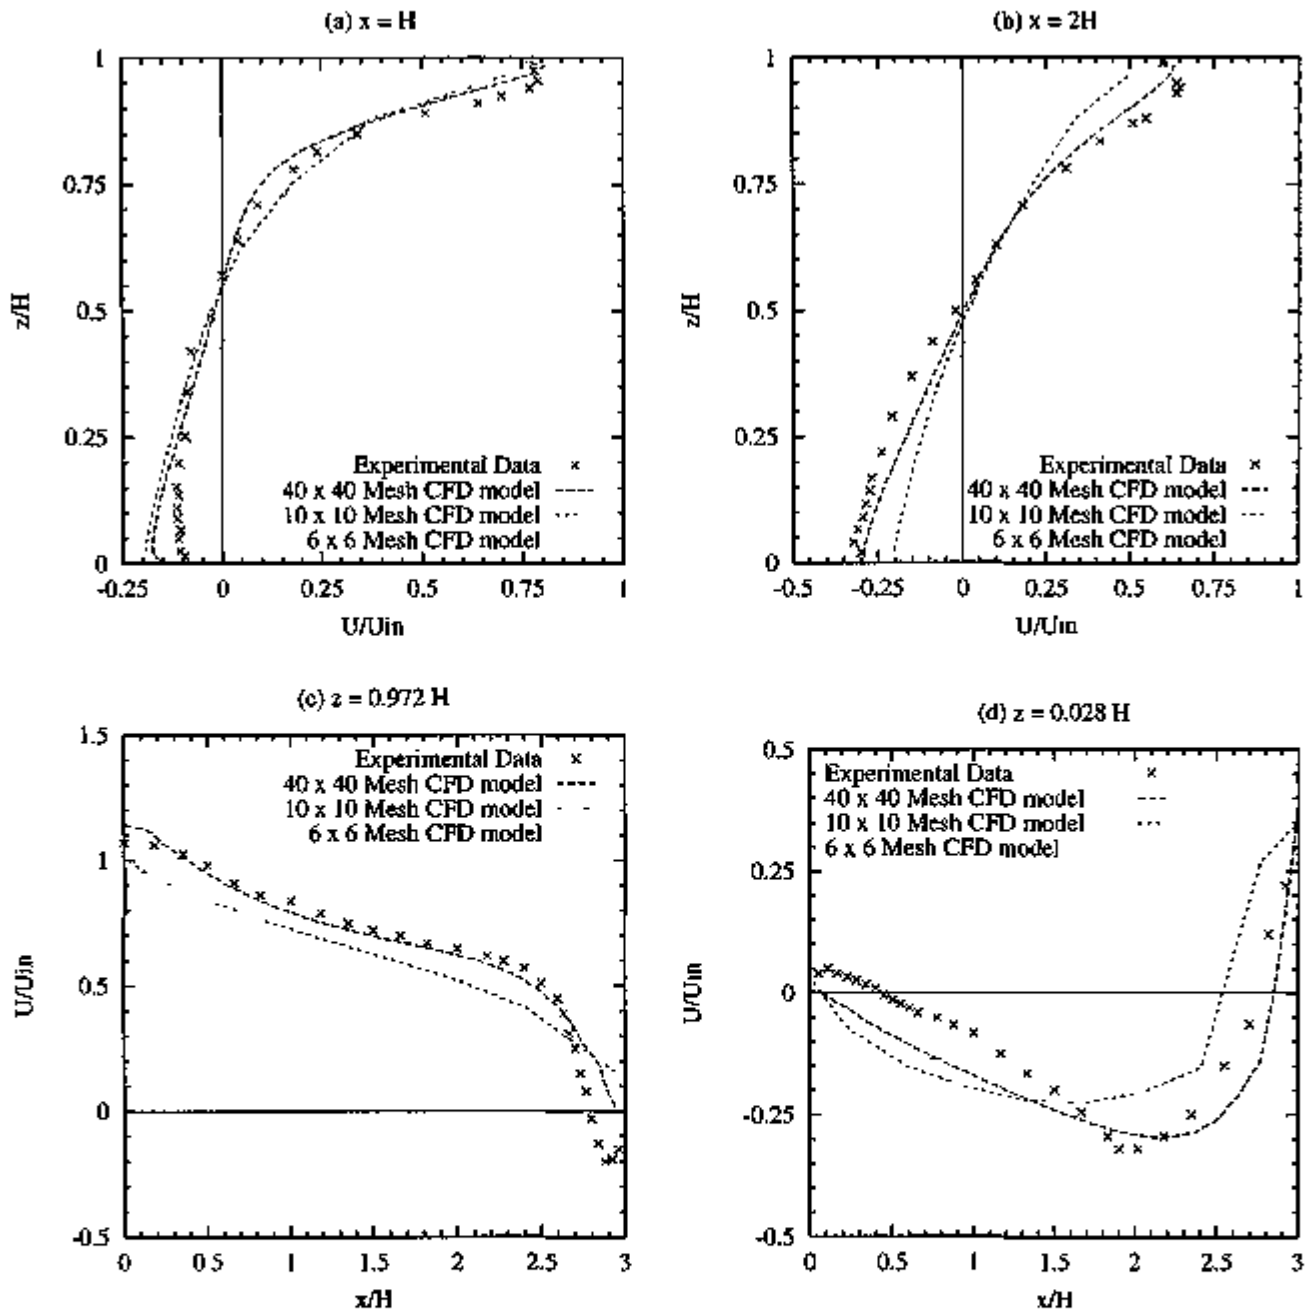 (a) x = H
1
0.75
z/H
0.5
0.25
0
Experimental Data
40 x 40 Mesh CFD model
10 x 10 Mesh CFD model
6 x 6 Mesh CFD model
-0.25 0 0.25 0.5 0.75 1
U/Uin
(b) x = 2H
1
0.75
z/H
0.5
0.25
0
Experimental Data
40 x 40 Mesh CFD model
10 x 10 Mesh CFD model
6 x 6 Mesh CFD model
-0.5 -0.25 0 0.25 0.5 0.75 1
U/Uin
(c) z = 0.972 H
1.5
1
U/Uin
0.5
0
-0.5
Experimental Data
40 x 40 Mesh CFD model
10 x 10 Mesh CFD model
6 x 6 Mesh CFD model
0 0.5 1 1.5 2 2.5 3
x/H
(d) z = 0.028 H
0.5
0.25
U/Uin
0
-0.25
-0.5
Experimental Data
40 x 40 Mesh CFD model
10 x 10 Mesh CFD model
6 x 6 Mesh CFD model
0 0.5 1 1.5 2 2.5 3
x/H